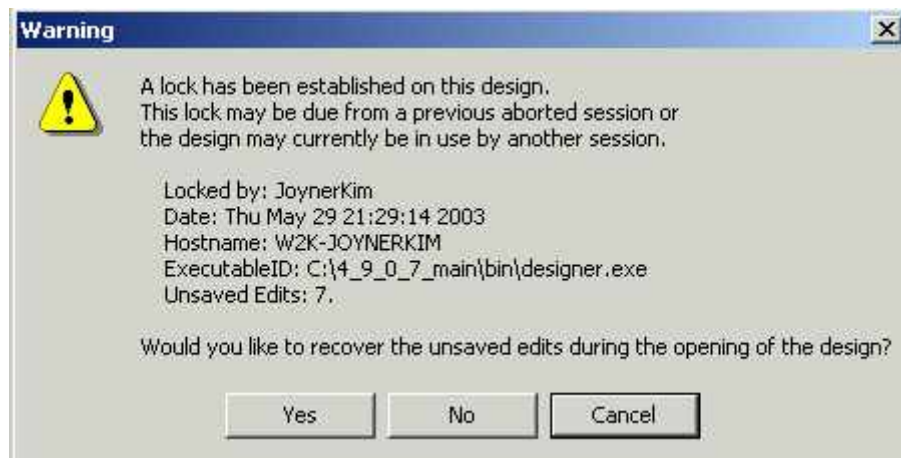 Warning
A lock has been established on this design.
This lock may be due from a previous aborted session or
the design may currently be in use by another session.
Locked by: JoynerKim
Date: Thu May 29 21:29:14 2003
Hostname: W2K-JOYNERKIM
ExecutableID: C:\4_9_0_7_main\bin\designer.exe
Unsaved Edits: 7.
Would you like to recover the unsaved edits during the opening of the design?
Yes No Cancel